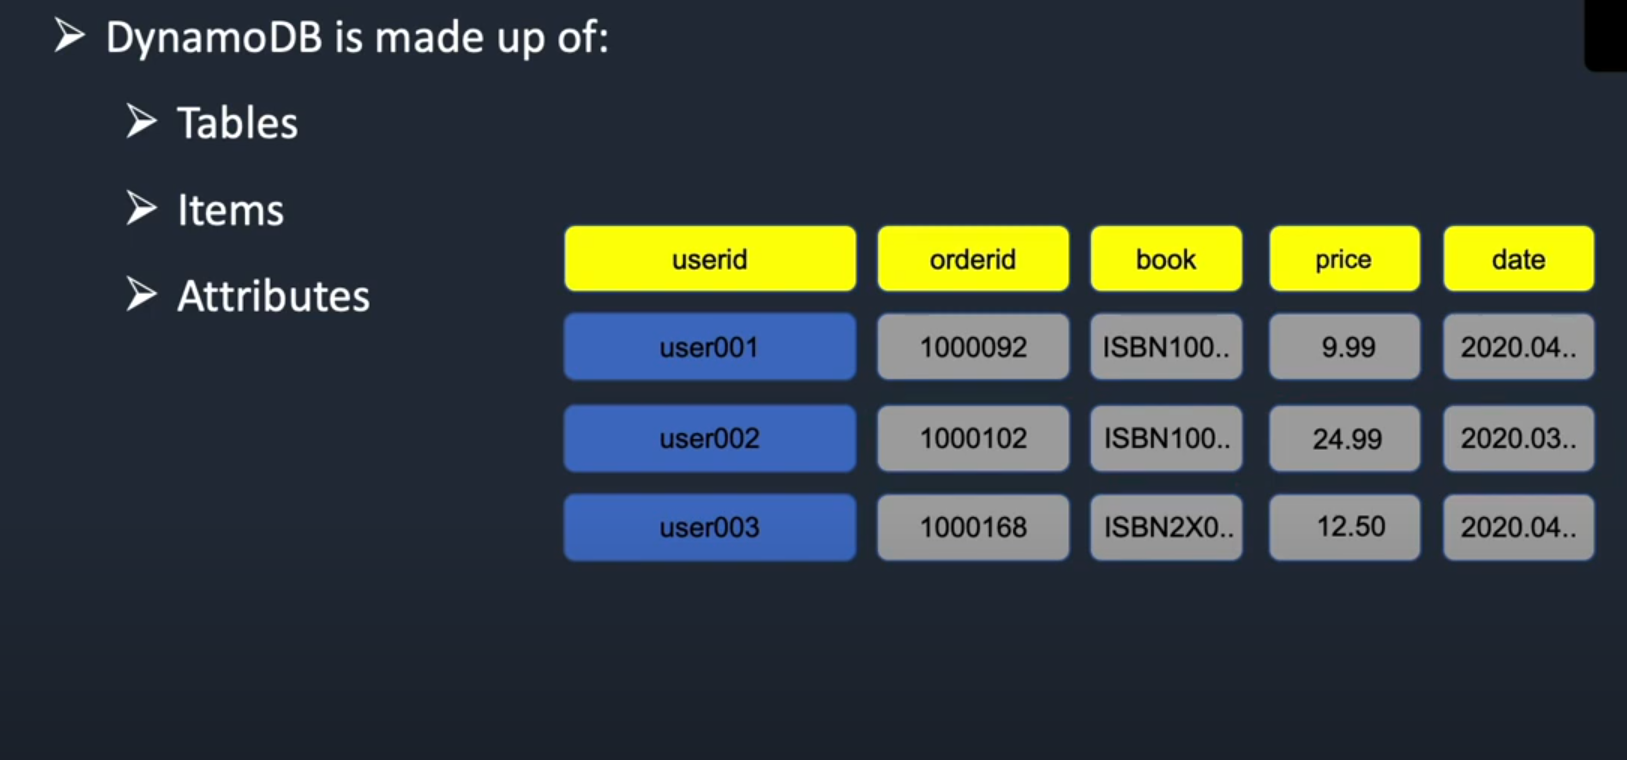 DynamoDB is made up of:
Tables
Items
Attributes
userid orderid book price date
user001 1000092 ISBN100.. 9.99 2020.04..
user002 1000102 ISBN100.. 24.99 2020.03..
user003 1000168 ISBN2X0.. 12.50 2020.04..